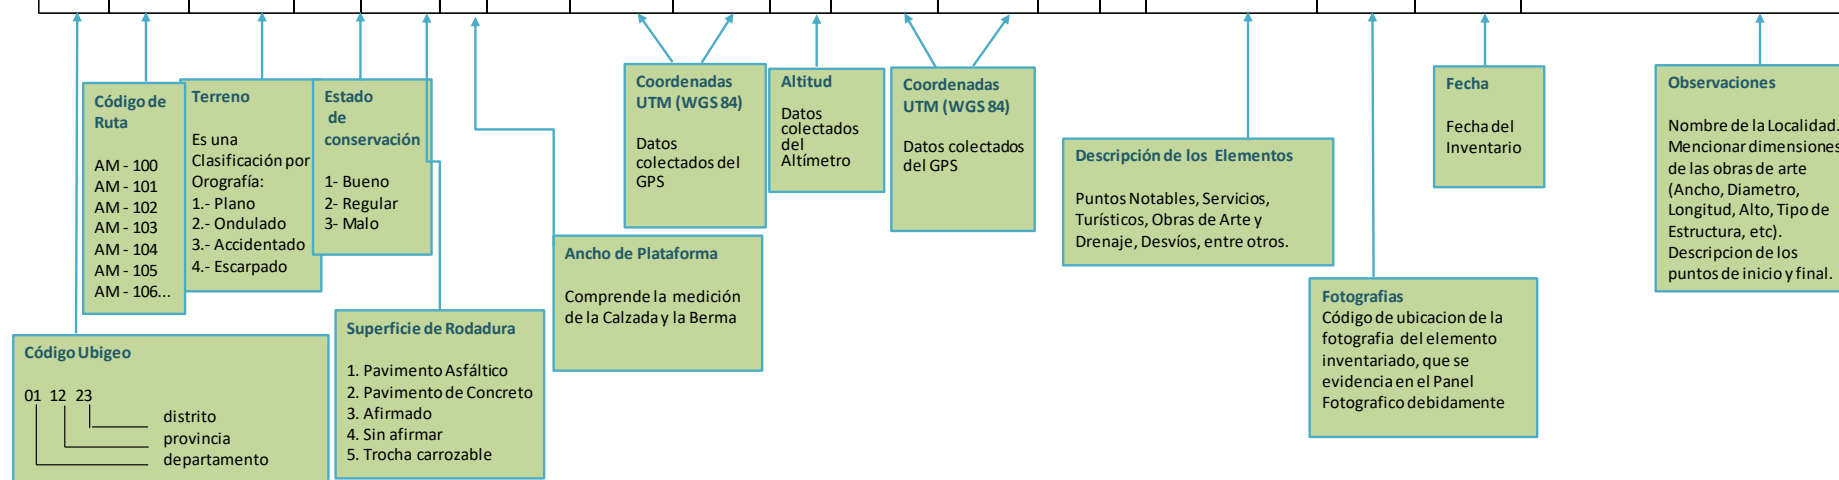 Código de
Ruta
AM - 100
AM - 101
AM - 102
AM - 103
AM - 104
AM - 105
AM - 106...
Terreno
Es una
Clasificación por
Orografía:
1.- Plano
2.- Ondulado
3.- Accidentado
4.- Escarpado
Estado
de
conservación
1- Bueno
2- Regular
3- Malo
Coordenadas
UTM (WGS 84)
Datos
colectados del
GPS
Altitud
Datos
colectados
del
Altímetro
Coordenadas
UTM (WGS 84)
Datos colectados
del GPS
Descripción de los Elementos
Puntos Notables, Servicios,
Turísticos, Obras de Arte y
Drenaje, Desvíos, entre otros.
Fecha
Fecha del
Inventario
Observaciones
Nombre de la Localidad.
Mencionar dimensiones
de las obras de arte
(Ancho, Diametro,
Longitud, Alto, Tipo de
Estructura, etc).
Descripcion de los
puntos de inicio y final.
Ancho de Plataforma
Comprende la medición
de la Calzada y la Berma
Fotografias
Código de ubicacion de la
fotografia del elemento
inventariado, que se
evidencia en el Panel
Fotografico debidamente
Superficie de Rodadura
1. Pavimento Asfáltico
2. Pavimento de Concreto
3. Afirmado
4. Sin afirmar
5. Trocha carrozable
Código Ubigeo
01 12 23
distrito
provincia
departamento